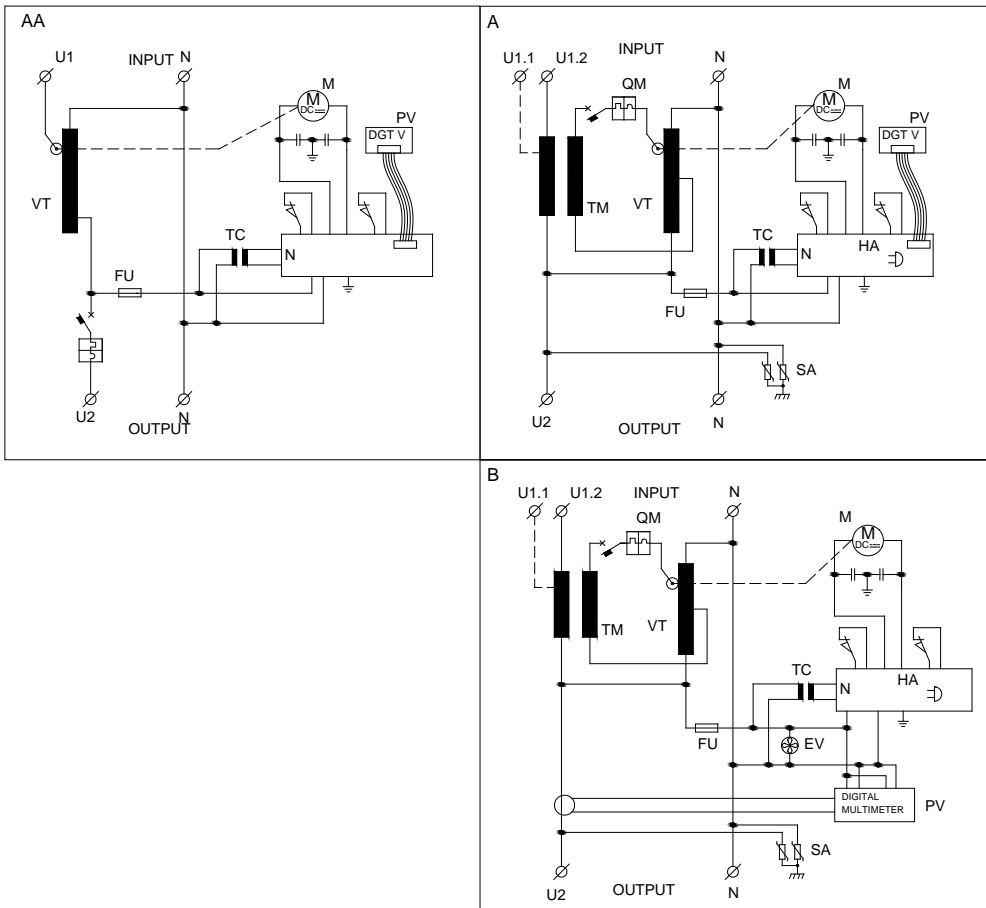 AA
U1
INPUT
N
M
M
DC
PV
DGT V
VT
TC
N
FU
U2
N
OUTPUT
A
U1.1
U1.2
INPUT
N
QM
M
M
DC
PV
DGT V
TM
VT
TC
N
HA
FU
SA
U2
OUTPUT
N
B
U1.1
U1.2
INPUT
N
QM
M
M
DC
TM
VT
TC
N
HA
FU
EV
DIGITAL
MULTIMETER
PV
SA
U2
OUTPUT
N